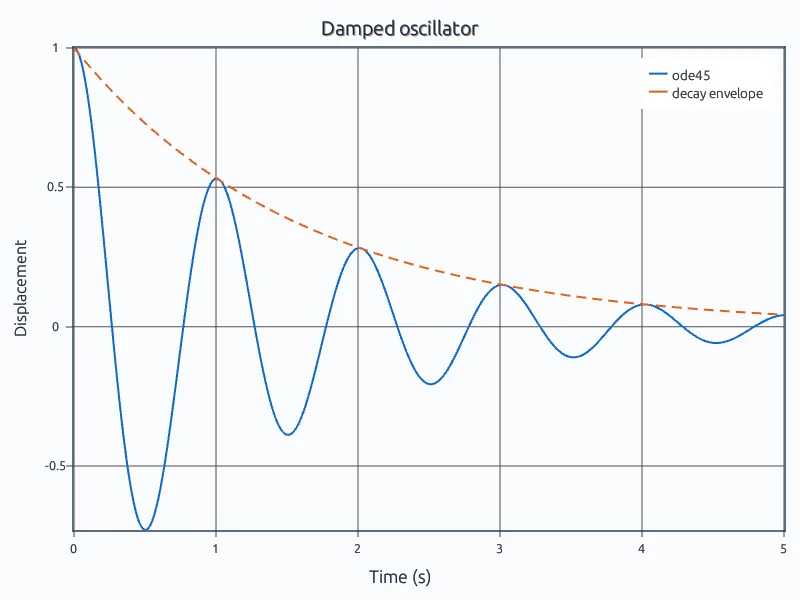 Damped oscillator
ode45
decay envelope
1
0.5
0
-0.5
Displacement
0 1 2 3 4 5
Time (s)